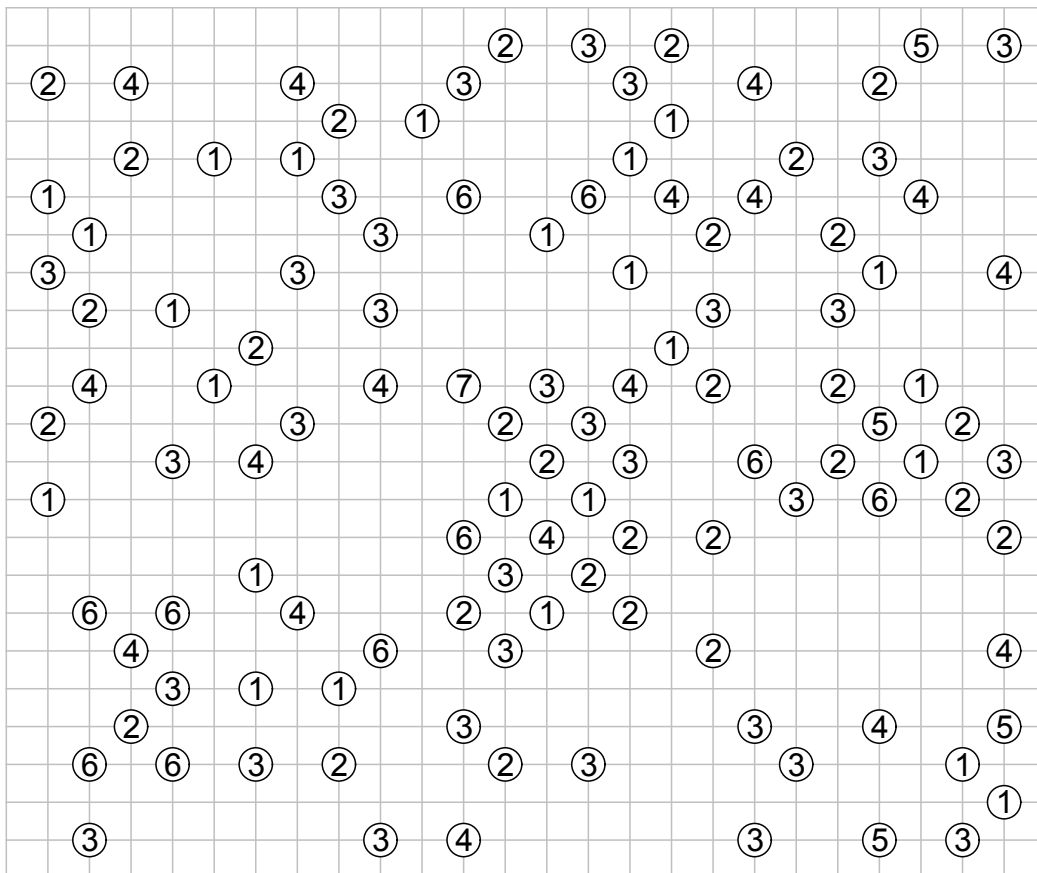 2 3 2 5 3
2 4 4 3 3 4 2
2 1 1
2 1 1 1 2 3
1 3 6 6 4 4 4
1 3 1 2 2
3 3 1 1 4
2 1 3 3 3
2 1
4 1 4 7 3 4 2 2 1
2 3 2 3 5 2
3 4 2 3 6 2 1 3
1 1 1 3 6 2
6 4 2 2 2
1 3 2
6 6 4 2 1 2
4 6 3 2 4
3 1 1
2 3 3 4 5
6 6 3 2 2 3 3 1
1
3 3 4 3 5 3